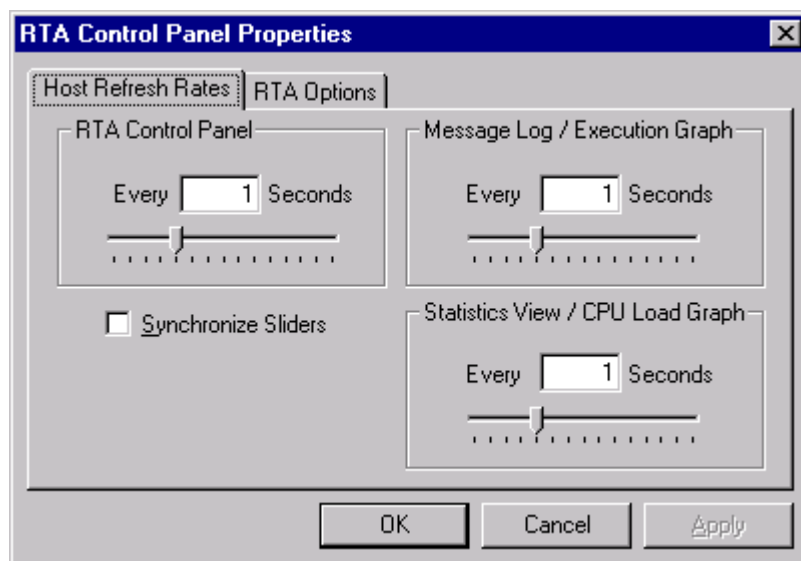 RTA Control Panel Properties
Host Refresh Rates
RTA Options
RTA Control Panel
Every 1 Seconds
Synchronize Sliders
Message Log / Execution Graph
Every 1 Seconds
Statistics View / CPU Load Graph
Every 1 Seconds
OK
Cancel
Apply